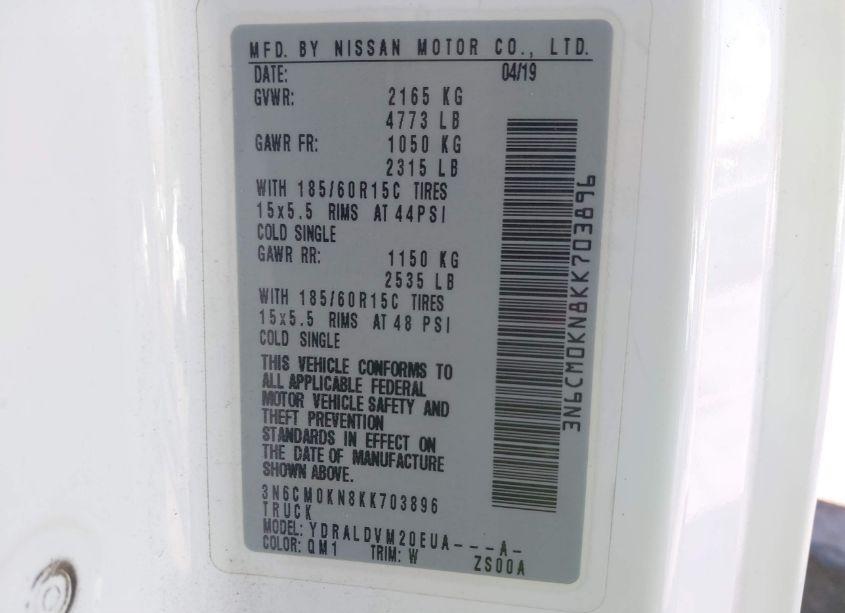 MFD. BY NISSAN MOTOR CO., LTD.
DATE: 04/19
GVWR: 2165 KG
4773 LB
GAWR FR: 1050 KG
2315 LB
WITH 185/60R15C TIRES
15x5.5 RIMS AT 44PSI
COLD SINGLE
GAWR RR: 1150 KG
2535 LB
WITH 185/60R15C TIRES
15x5.5 RIMS AT 48 PSI
COLD SINGLE
THIS VEHICLE CONFORMS TO
ALL APPLICABLE FEDERAL
MOTOR VEHICLE SAFETY AND
THEFT PREVENTION
STANDARDS IN EFFECT ON
THE DATE OF MANUFACTURE
SHOWN ABOVE.
3N6CM0KN8KK703896
TRUCK
MODEL: YDRALDVM20EUA---A-
COLOR: QM1 TRIM: W ZS00A
3N6CM0KN8KK703896